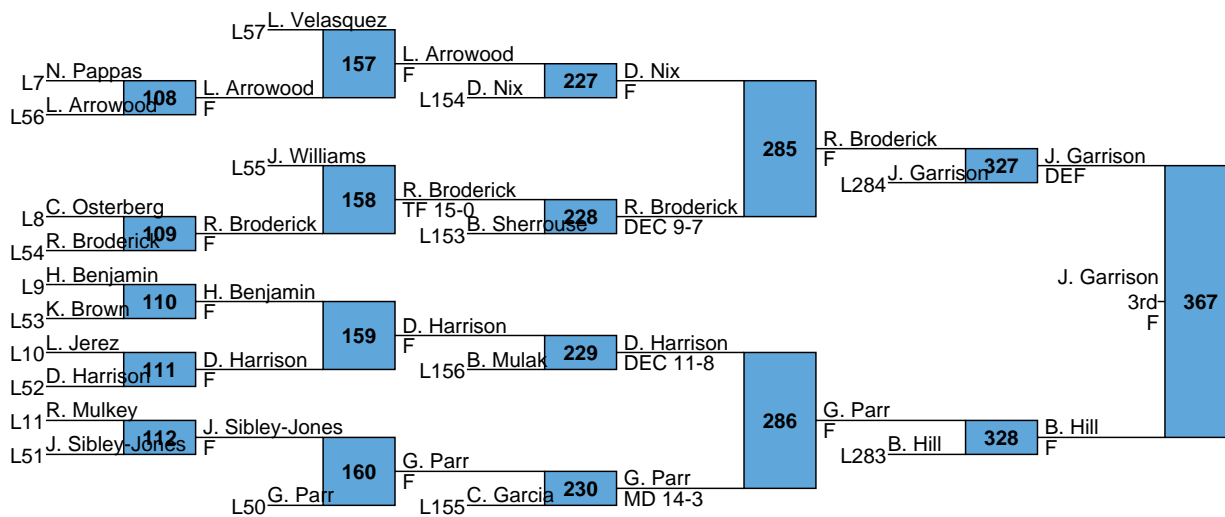 L57 L. Velasquez
157
L. Arrowood
F
L7 N. Pappas
108
L56 L. Arrowood
L. Arrowood
F
L154 D. Nix
227
D. Nix
F
285
L55 J. Williams
158
R. Broderick
TF 15-0
L8 C. Osterberg
109
L54 R. Broderick
R. Broderick
F
L153 B. Sherrouse
228
R. Broderick
DEC 9-7
R. Broderick
F
L284 J. Garrison
327
J. Garrison
DEF
L9 H. Benjamin
110
L53 K. Brown
H. Benjamin
F
159
D. Harrison
F
L10 L. Jerez
111
L52 D. Harrison
D. Harrison
F
L156 B. Mulak
229
D. Harrison
DEC 11-8
286
L11 R. Mulkey
112
L51 J. Sibley-Jones
J. Sibley-Jones
F
160
L50 G. Parr
G. Parr
F
L155 C. Garcia
230
G. Parr
MD 14-3
G. Parr
F
L283 B. Hill
328
B. Hill
F
J. Garrison
3rd
F
367